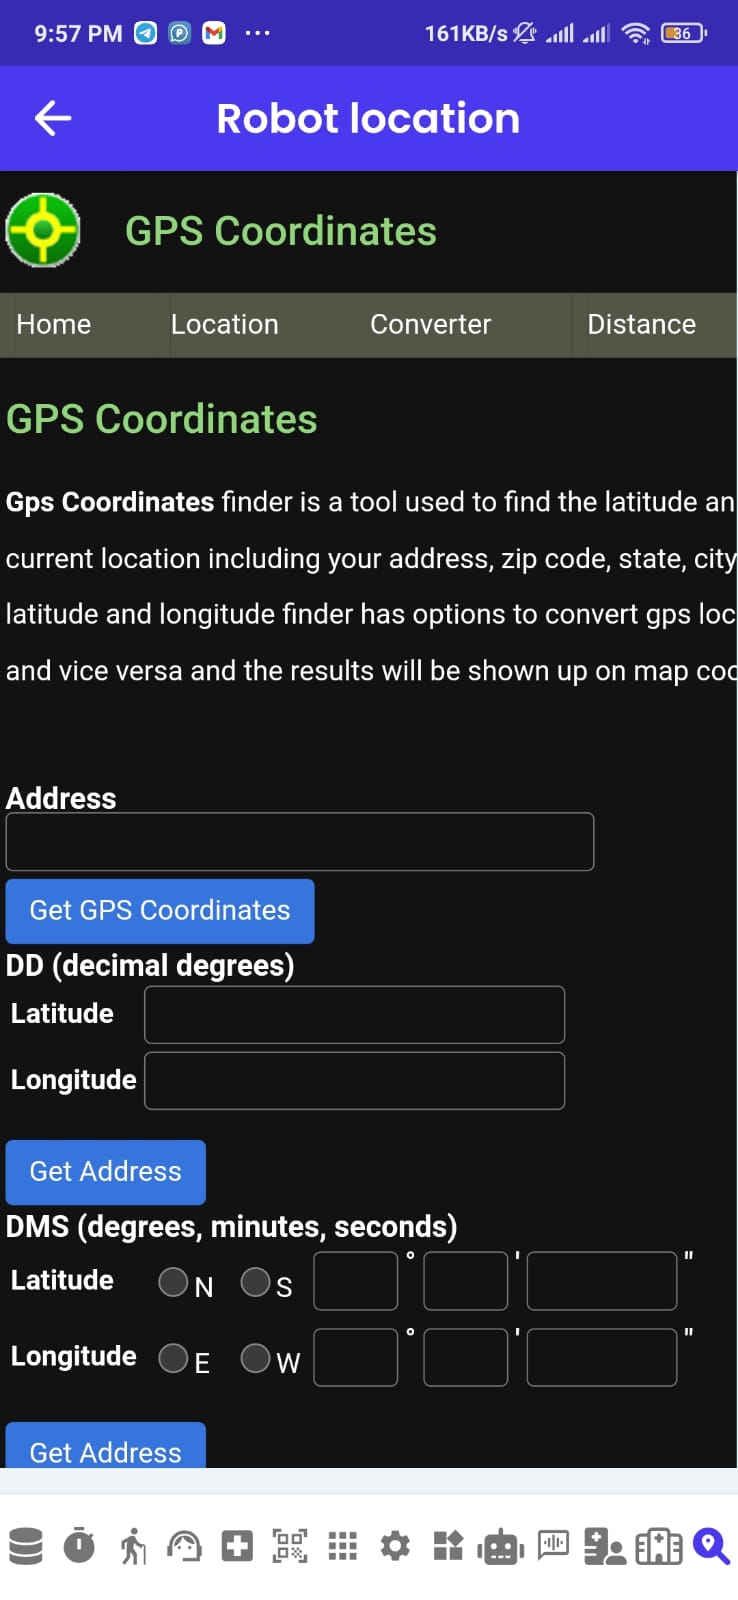 9:57 PM 161KB/s 36
Robot location
GPS Coordinates
Home Location Converter Distance
GPS Coordinates
Gps Coordinates finder is a tool used to find the latitude an
current location including your address, zip code, state, city
latitude and longitude finder has options to convert gps loc
and vice versa and the results will be shown up on map coo
Address
Get GPS Coordinates
DD (decimal degrees)
Latitude
Longitude
Get Address
DMS (degrees, minutes, seconds)
Latitude N S ° ' "
Longitude E W ° ' "
Get Address